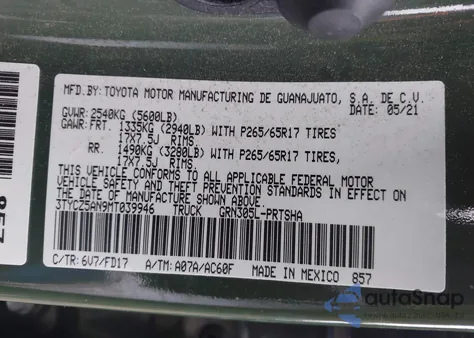 MFD.BY:TOYOTA MOTOR MANUFACTURING DE GUANAJUATO, S.A. DE C.V.
GVWR:2540KG (5600LB) DATE: 05/21
GAWR:FRT. 1335KG (2940LB) WITH P265/65R17 TIRES,
17X7.5J RIMS.
RR. 1490KG (3280LB) WITH P265/65R17 TIRES,
17X7.5J RIMS.
THIS VEHICLE CONFORMS TO ALL APPLICABLE FEDERAL MOTOR
VEHICLE SAFETY AND THEFT PREVENTION STANDARDS IN EFFECT
ON THE DATE OF MANUFACTURE SHOWN ABOVE.
3TYCZ5AN9MT039946 TRUCK GRN305L-PRTSHA
C/TR: 6V7/FD17 A/TM: A07A/AC60F MADE IN MEXICO 857
857
autoSnap